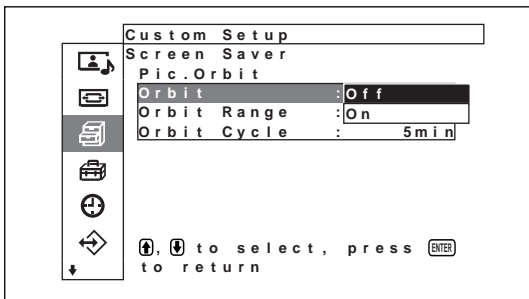 Custom Setup
Screen Saver
Pic.Orbit
Orbit :Off
Orbit Range :On
Orbit Cycle : 5min
, to select, press ENTER
to return